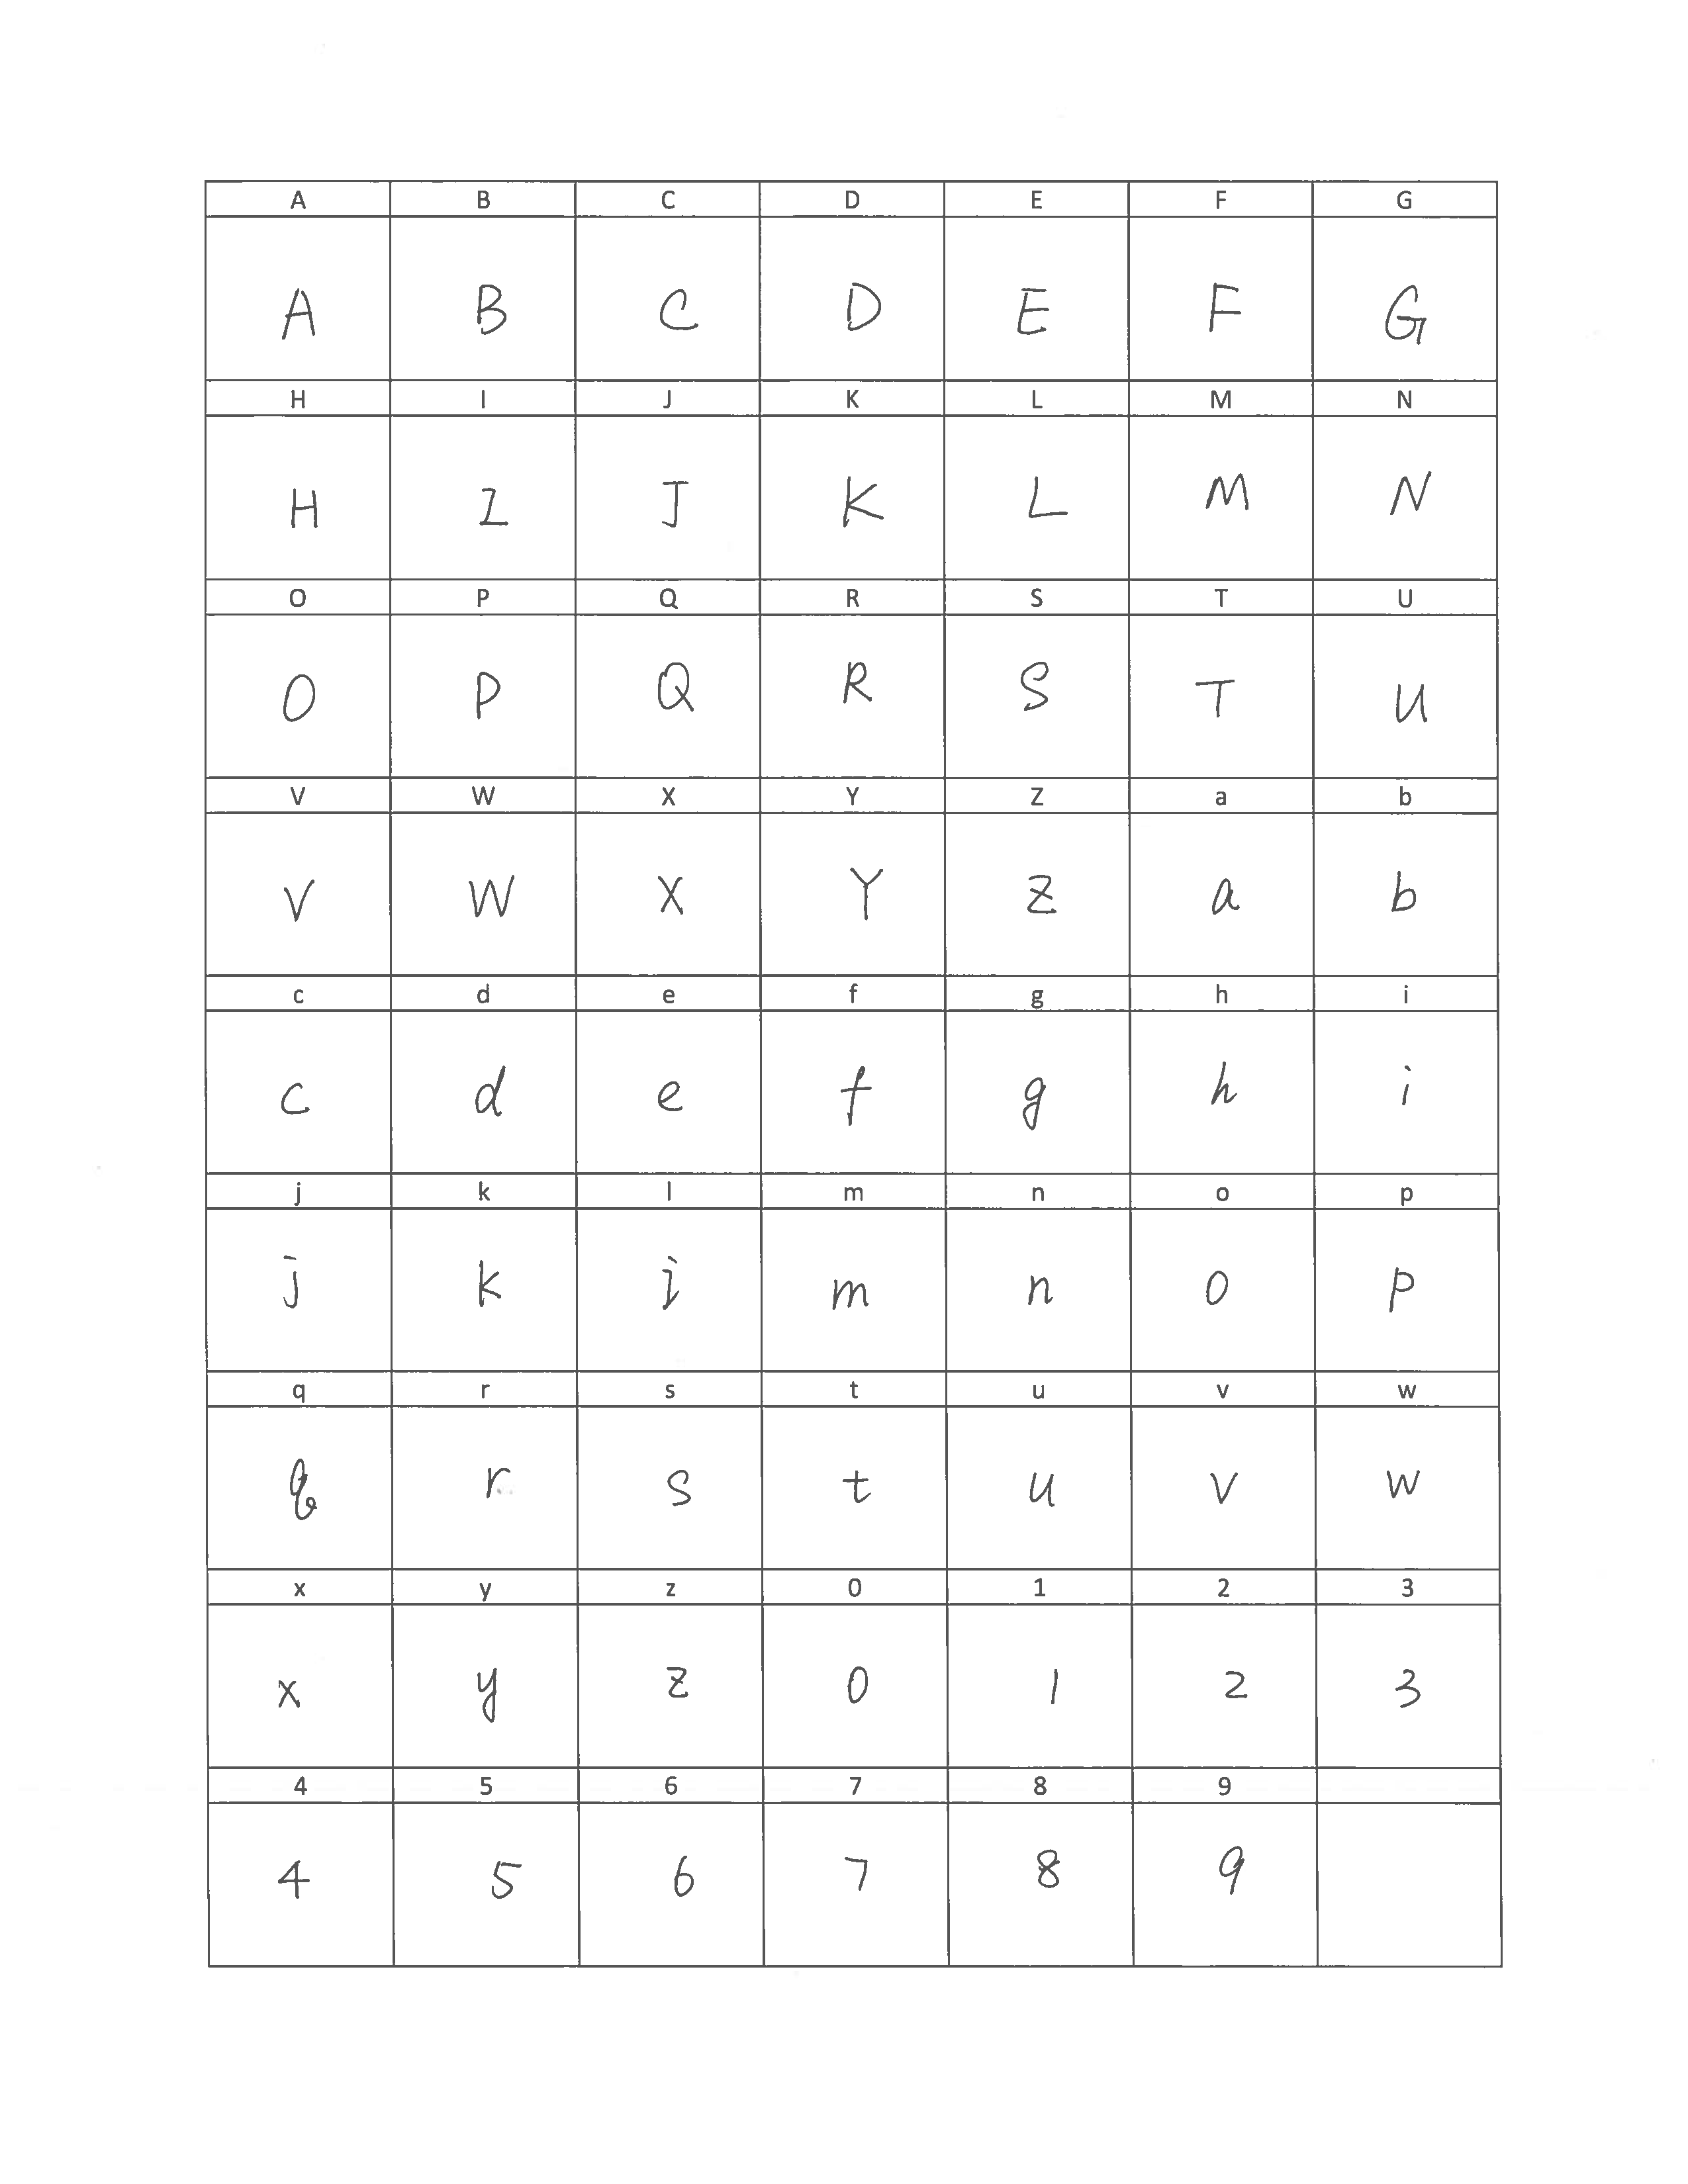 A B C D E F G
A B C D E F G
H I J K L M N
H I J K L M N
O P Q R S T U
O P Q R S T U
V W X Y Z a b
V W X Y Z a b
c d e f g h i
c d e f g h i
j k l m n o p
j k i m n o p
q r s t u v w
q r s t u v w
x y z 0 1 2 3
x y z 0 1 2 3
4 5 6 7 8 9
4 5 6 7 8 9